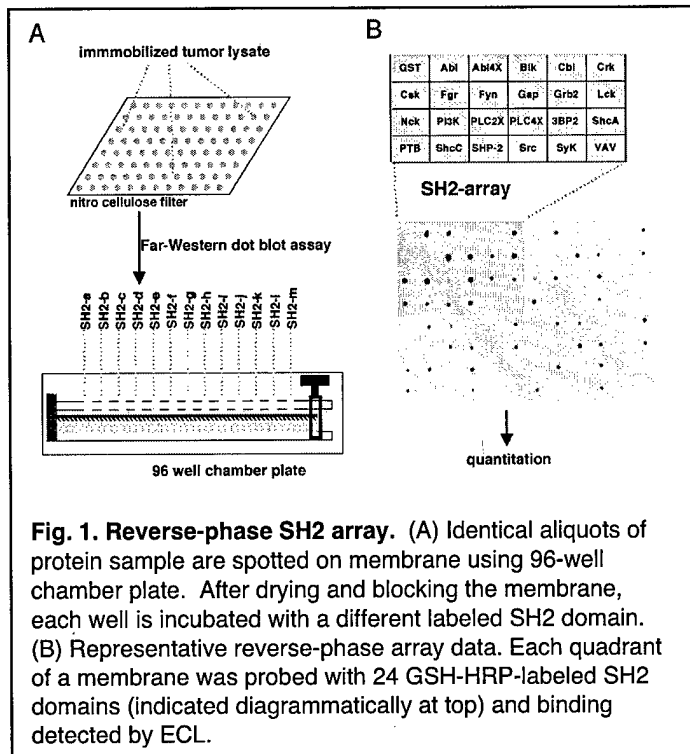 A
immmobilized tumor lysate
nitro cellulose filter
Far-Western dot blot assay
SH2-a
SH2-b
SH2-c
SH2-d
SH2-e
SH2-f
SH2-g
SH2-h
SH2-i
SH2-j
SH2-k
SH2-l
SH2-m
96 well chamber plate
B
GST Abl Abl4X Blk Cbl Crk
Csk Fgr Fyn Gap Grb2 Lck
Nck PI3K PLC2X PLC4X 3BP2 ShcA
PTB ShcC SHP-2 Src SyK VAV
SH2-array
quantitation
Fig. 1. Reverse-phase SH2 array. (A) Identical aliquots of
protein sample are spotted on membrane using 96-well
chamber plate. After drying and blocking the membrane,
each well is incubated with a different labeled SH2 domain.
(B) Representative reverse-phase array data. Each quadrant
of a membrane was probed with 24 GSH-HRP-labeled SH2
domains (indicated diagrammatically at top) and binding
detected by ECL.